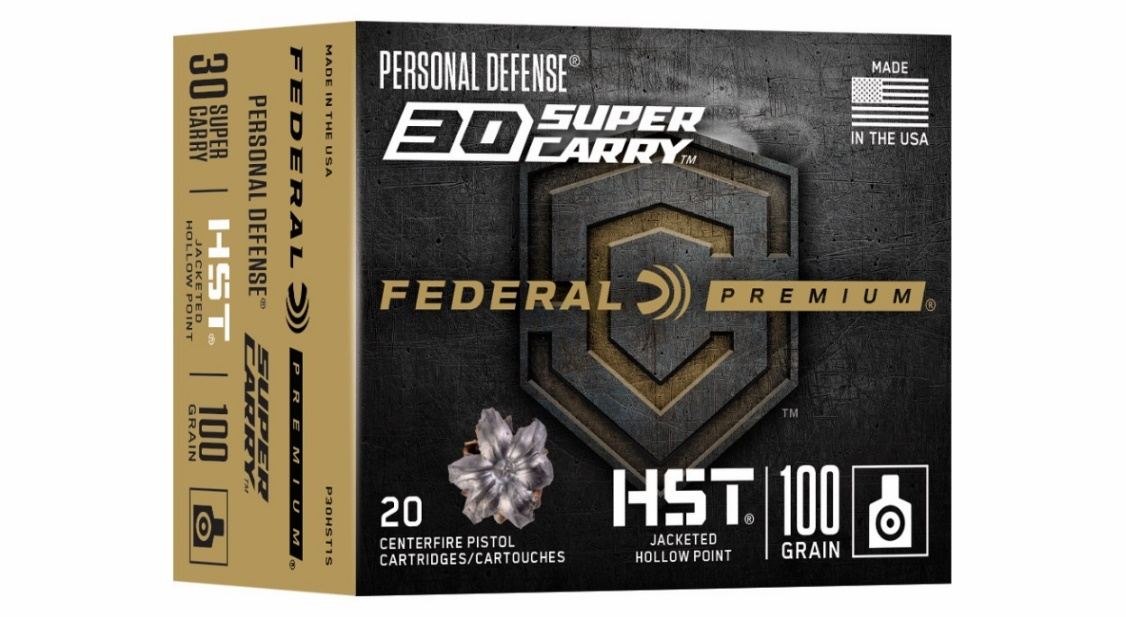 PERSONAL DEFENSE®
30 SUPER
CARRY™
MADE
IN THE USA
FEDERAL PREMIUM®
™
20
CENTERFIRE PISTOL
CARTRIDGES/CARTOUCHES
HST®
JACKETED
HOLLOW POINT
100
GRAIN
MADE IN THE USA
P30HST1S
FEDERAL PREMIUM®
PERSONAL DEFENSE®
SUPER
CARRY™
30 SUPER
CARRY
HST®
JACKETED
HOLLOW POINT
100
GRAIN